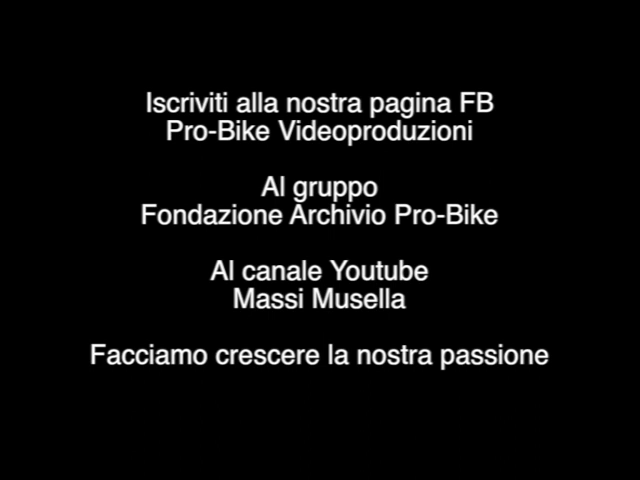 Iscriviti alla nostra pagina FB
Pro-Bike Videoproduzioni
Al gruppo
Fondazione Archivio Pro-Bike
Al canale Youtube
Massi Musella
Facciamo crescere la nostra passione